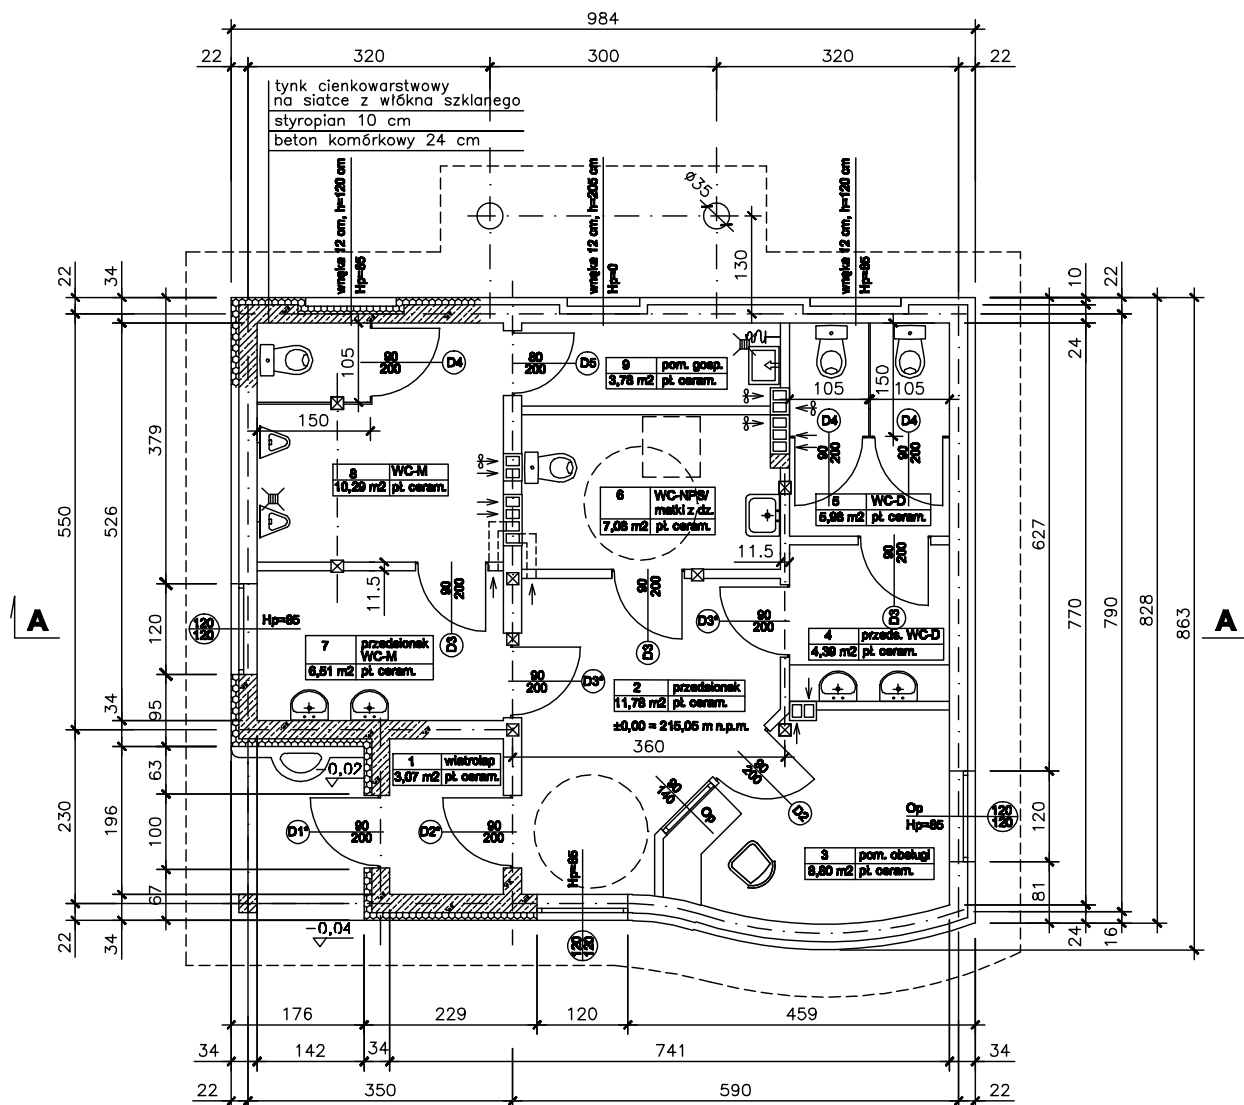 984
22
320
300
320
22
tynk cienkowarstwowy
na siatce z włókna szklanego
styropian 10 cm
beton komórkowy 24 cm
wnęka 12 cm, h=120 cm
Hp=85
wnęka 12 cm, h=205 cm
Hp=0
wnęka 12 cm, h=120 cm
Hp=85
ø35
130
22
34
10
22
24
105
90
200
D4
80
200
D5
9 pom. gosp.
3,78 m2 pł. ceram.
105
150
105
D4
90
200
D4
90
200
150
379
550
526
8 WC-M
10,29 m2 pł. ceram.
6 WC-NPS/
matki z dz.
7,08 m2 pł. ceram.
5 WC-D
5,98 m2 pł. ceram.
11.5
11.5
627
770
790
828
863
120
120
120
Hp=85
A
A
90
200
D3
90
200
D3
D3*
90
200
90
200
D3
7 przedsionek
WC-M
6,51 m2 pł. ceram.
4 przeds. WC-D
4,39 m2 pł. ceram.
90
200
D3*
2 przedsionek
11,78 m2 pł. ceram.
±0,00 = 215,05 m n.p.m.
360
34
95
63
1 wiatrołap
3,07 m2 pł. ceram.
-0,02
90
200
D2
Op
Op
Hp=85
120
120
120
230
196
100
D1*
90
200
D2*
90
200
3 pom. obsługi
8,80 m2 pł. ceram.
Hp=85
67
81
22
34
-0,04
120
120
24
16
176
229
120
459
34
142
34
741
34
22
350
590
22